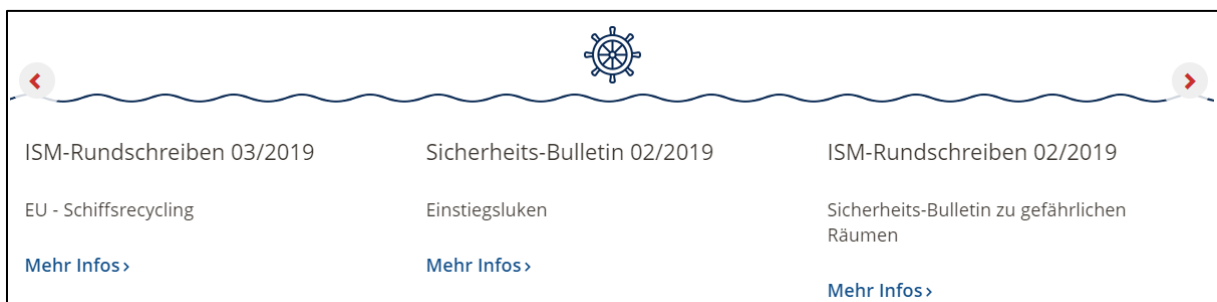 ISM-Rundschreiben 03/2019
EU - Schiffsrecycling
Mehr Infos ›
Sicherheits-Bulletin 02/2019
Einstiegsluken
Mehr Infos ›
ISM-Rundschreiben 02/2019
Sicherheits-Bulletin zu gefährlichen
Räumen
Mehr Infos ›